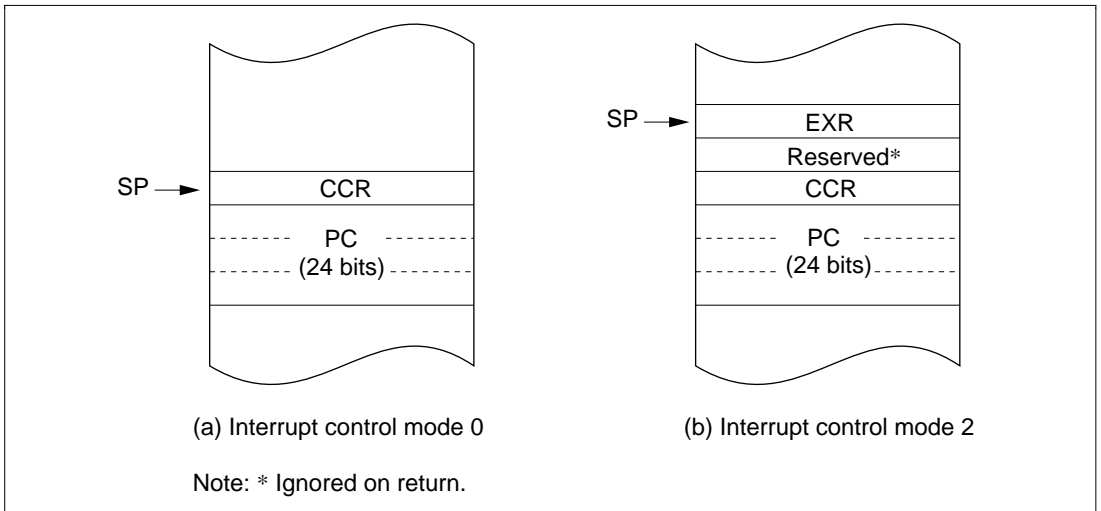 SP
CCR
PC
(24 bits)
(a) Interrupt control mode 0
SP
EXR
Reserved*
CCR
PC
(24 bits)
(b) Interrupt control mode 2
Note: * Ignored on return.